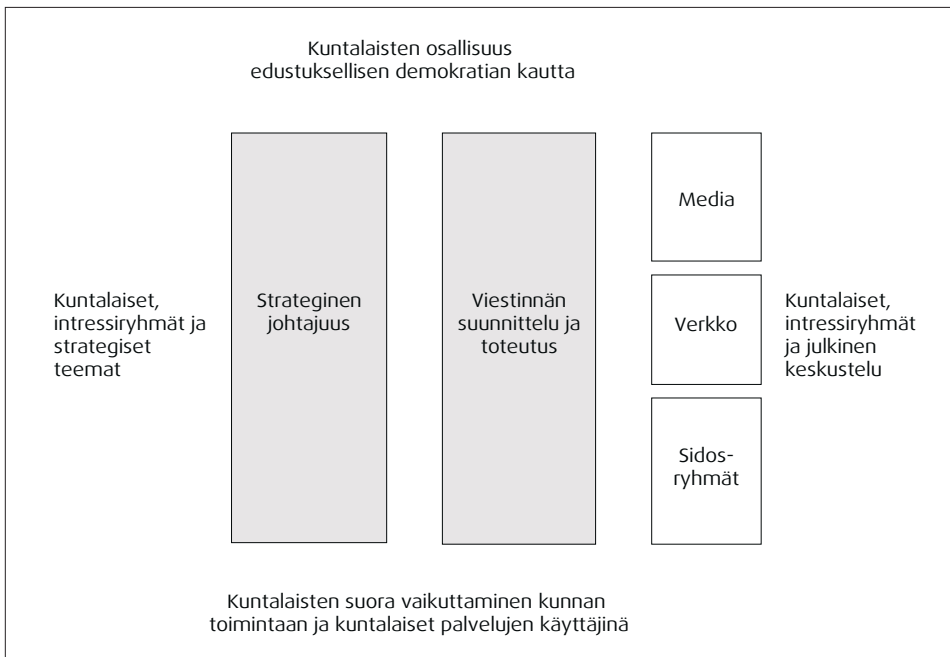 Kuntalaisten osallisuus
edustuksellisen demokratian kautta
Kuntalaiset,
intressiryhmät ja
strategiset
teemat
Strateginen
johtajuus
Viestinnän
suunnittelu ja
toteutus
Media
Verkko
Sidos-
ryhmät
Kuntalaiset,
intressiryhmät
ja julkinen
keskustelu
Kuntalaisten suora vaikuttaminen kunnan
toimintaan ja kuntalaiset palvelujen käyttäjinä